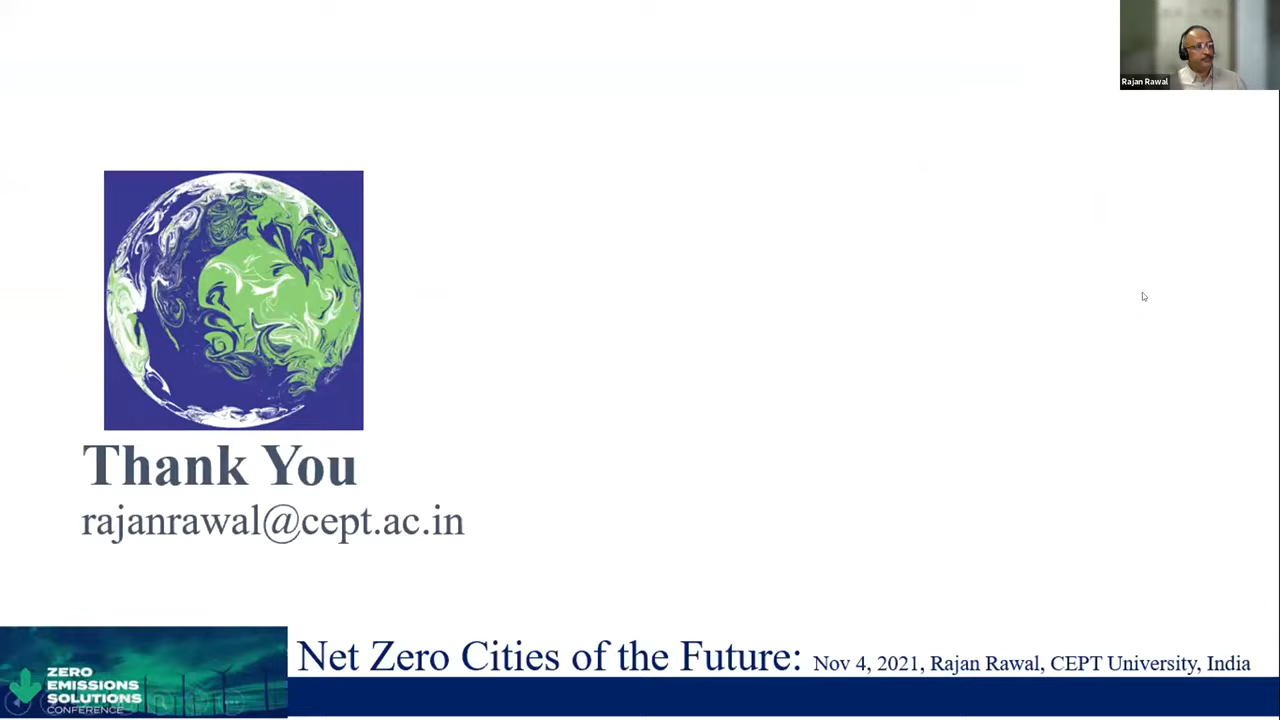 Rajan Rawal
Thank You
rajanrawal@cept.ac.in
Net Zero Cities of the Future: Nov 4, 2021, Rajan Rawal, CEPT University, India
ZERO
EMISSIONS
SOLUTIONS
CONFERENCE